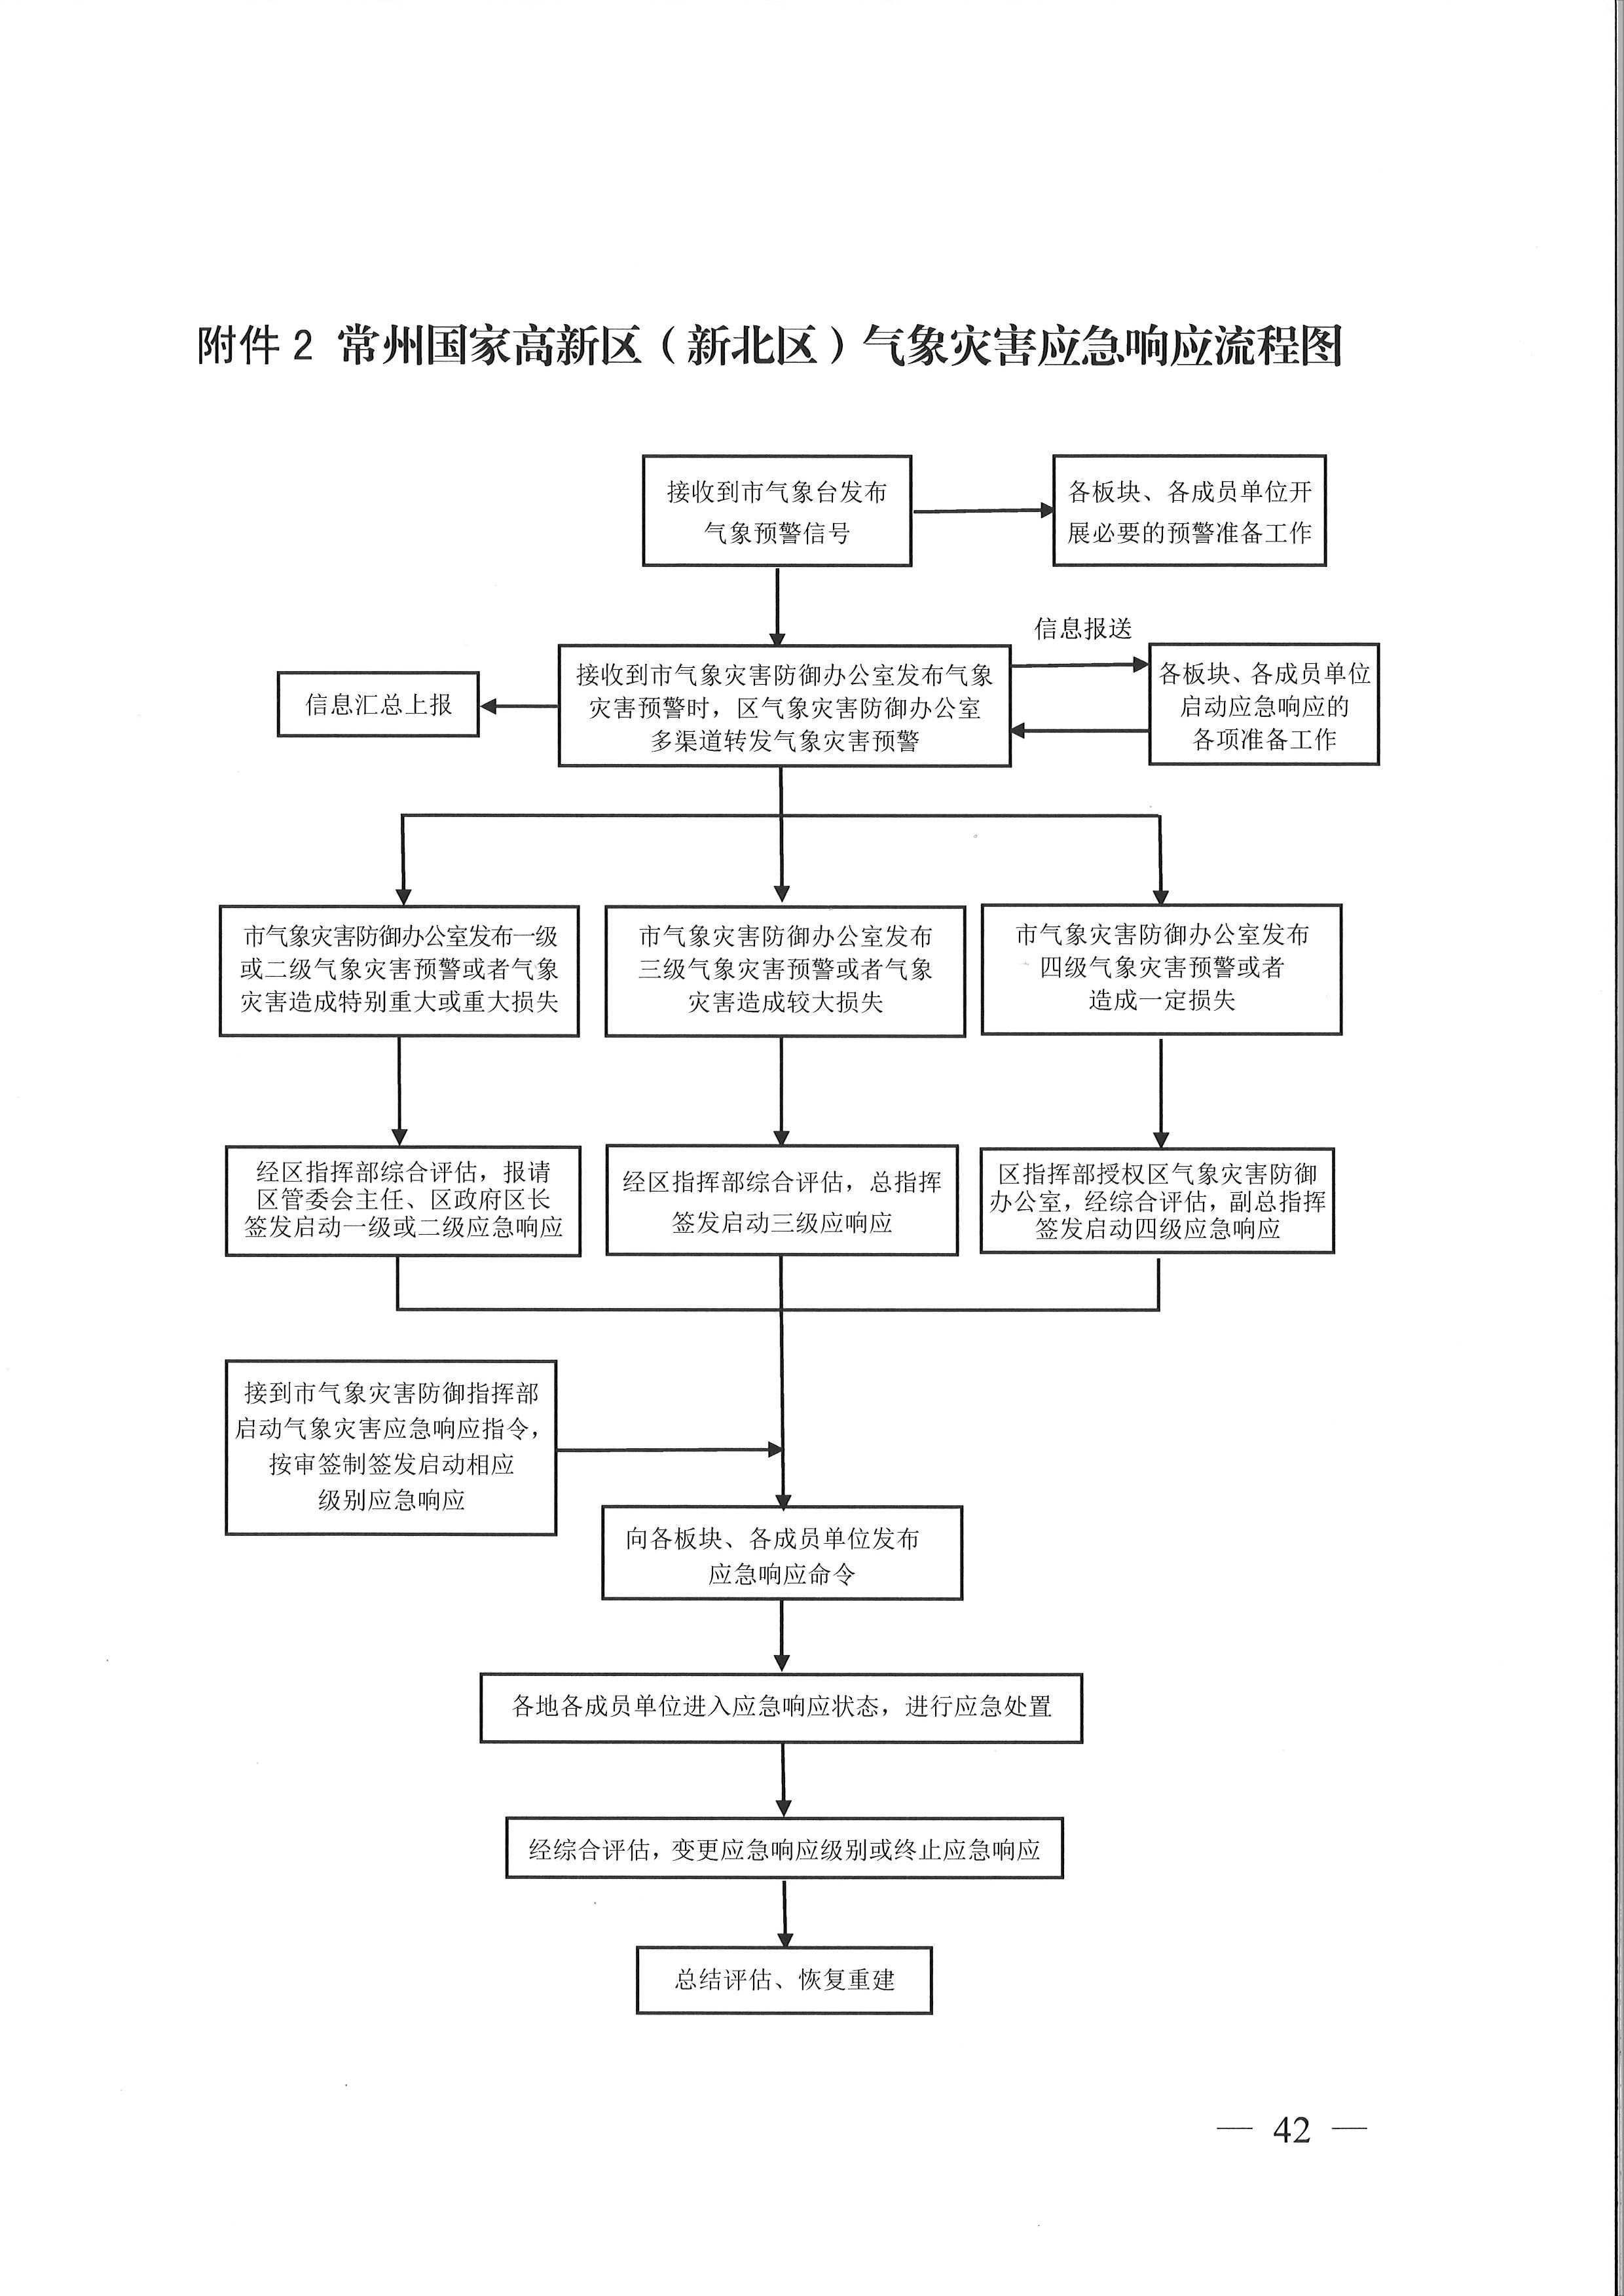 附件 2 常州国家高新区（新北区）气象灾害应急响应流程图
接收到市气象台发布
气象预警信号
各板块、各成员单位开
展必要的预警准备工作
信息报送
信息汇总上报
接收到市气象灾害防御办公室发布气象
灾害预警时，区气象灾害防御办公室
多渠道转发气象灾害预警
各板块、各成员单位
启动应急响应的
各项准备工作
市气象灾害防御办公室发布一级
或二级气象灾害预警或者气象
灾害造成特别重大或重大损失
市气象灾害防御办公室发布
三级气象灾害预警或者气象
灾害造成较大损失
市气象灾害防御办公室发布
四级气象灾害预警或者
造成一定损失
经区指挥部综合评估，报请
区管委会主任、区政府区长
签发启动一级或二级应急响应
经区指挥部综合评估，总指挥
签发启动三级应响应
区指挥部授权区气象灾害防御
办公室，经综合评估，副总指挥
签发启动四级应急响应
接到市气象灾害防御指挥部
启动气象灾害应急响应指令，
按审签制签发启动相应
级别应急响应
向各板块、各成员单位发布
应急响应命令
各地各成员单位进入应急响应状态，进行应急处置
经综合评估，变更应急响应级别或终止应急响应
总结评估、恢复重建
— 42 —